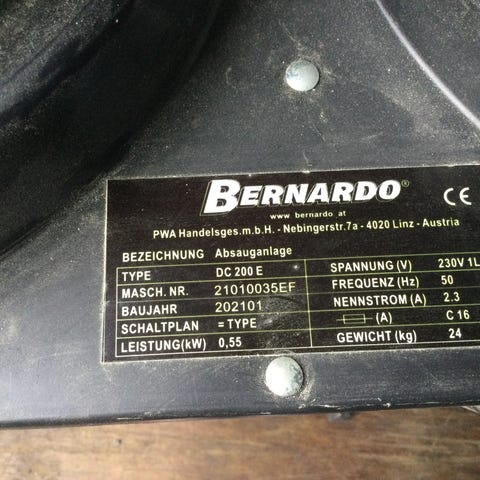 BERNARDO®
CE
www bernardo at
PWA Handelsges.m.b.H. - Nebingerstr.7a - 4020 Linz - Austria
BEZEICHNUNG Absauganlage
TYPE DC 200 E
MASCH. NR. 21010035EF
BAUJAHR 202101
SCHALTPLAN = TYPE
LEISTUNG(kW) 0,55
SPANNUNG (V) 230V 1L
FREQUENZ (Hz) 50
NENNSTROM (A) 2.3
(A) C 16
GEWICHT (kg) 24